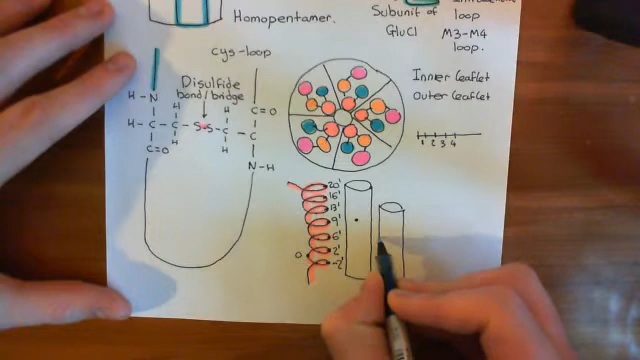 Homopentamer.
Subunit of
GluCl
loop
M3-M4
loop.
cys-loop
Disulfide
bond/bridge
H-N
H
H-C-C-S-S-C-C
H
H
H
C=O
C=O
N-H
Inner leaflet
Outer leaflet
1 2 3 4
20'
16'
13'
9'
6'
2'
-2'
0